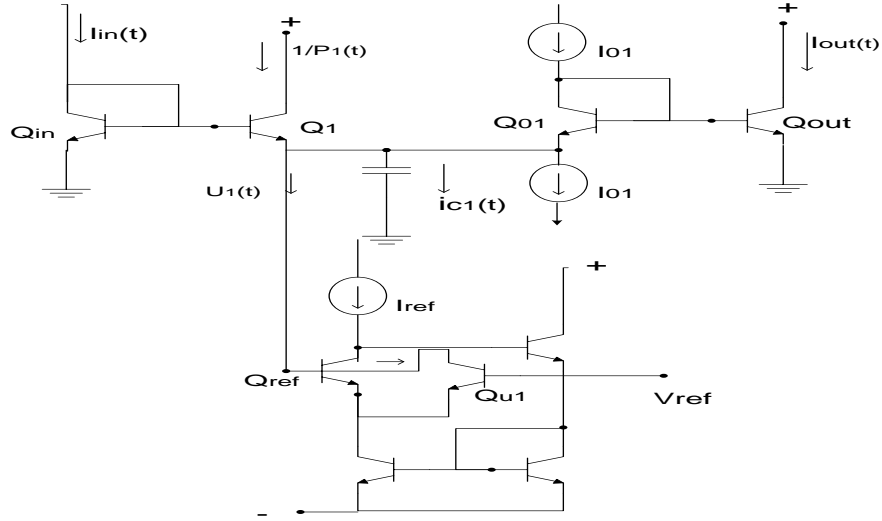 +
+
Iin(t)
1/P1(t)
I01
Iout(t)
Qin
Q1
Q01
Qout
U1(t)
ic1(t)
I01
+
Iref
Qref
Qu1
Vref
-